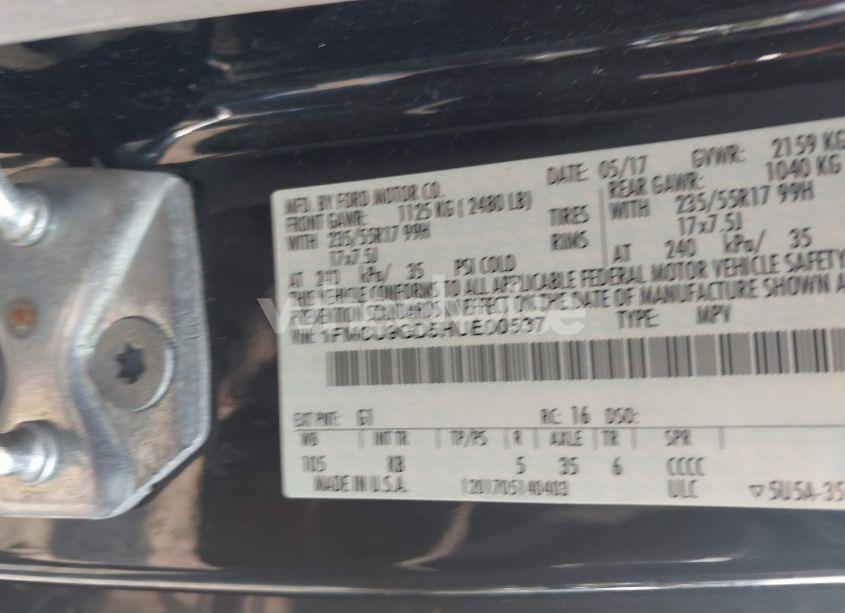 MFD. BY FORD MOTOR CO.
DATE: 05/17
GVWR: 2159 KG
FRONT GAWR: 1125 KG ( 2480 LB)
REAR GAWR: 1040 KG
WITH 235/55R17 99H
TIRES
WITH 235/55R17 99H
17x7.5J
RIMS
17x7.5J
AT 240 kPa/ 35 PSI COLD
AT 240 kPa/ 35
THIS VEHICLE CONFORMS TO ALL APPLICABLE FEDERAL MOTOR VEHICLE SAFETY
PREVENTION STANDARDS IN EFFECT ON THE DATE OF MANUFACTURE SHOWN A
VIN:
TYPE: MPV
EXT PNT: G1
RC: 16 DSO:
WB INT TR TP/PS R AXLE TR SPR
105 KB 5 35 6 CCCC
MADE IN U.S.A.
ULC
5U5A-35